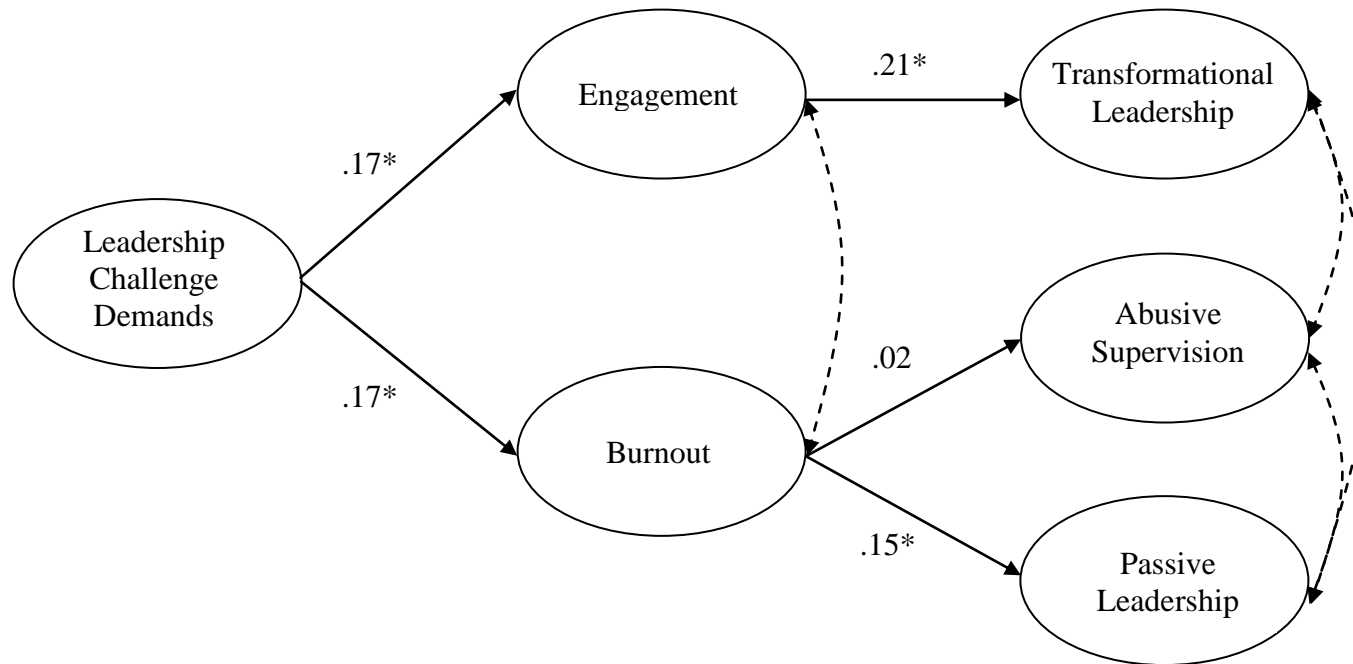 .21*
Transformational
Leadership
Engagement
.17*
Leadership
Challenge
Demands
Abusive
Supervision
.02
.17*
Burnout
.15*
Passive
Leadership